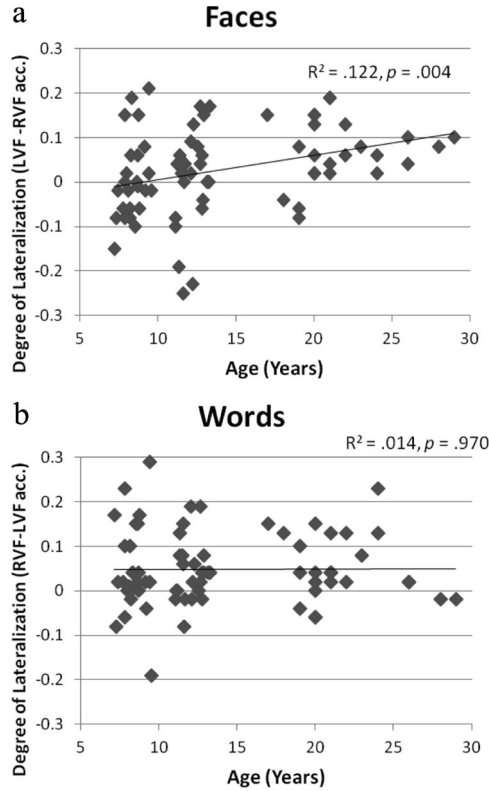 a
Faces
R² = .122, p = .004
Degree of Lateralization (LVF -RVF acc.)
0.3
0.2
0.1
0
-0.1
-0.2
-0.3
5 10 15 20 25 30
Age (Years)
b
Words
R² = .014, p = .970
Degree of Lateralization (RVF-LVF acc.)
0.3
0.2
0.1
0
-0.1
-0.2
-0.3
5 10 15 20 25 30
Age (Years)